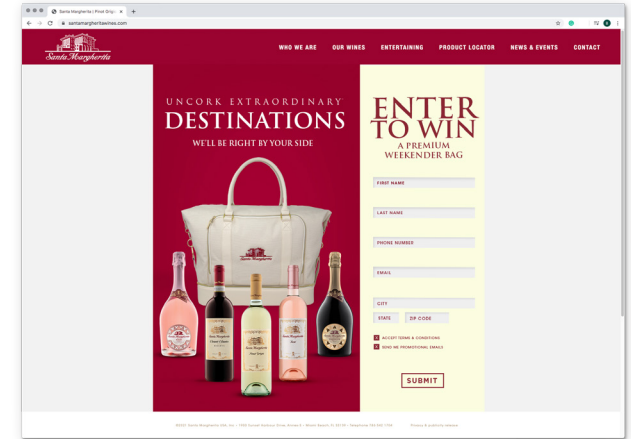 Santa Margherita | Pinot Grig
santamargheritawines.com
Santa Margherita
WHO WE ARE OUR WINES ENTERTAINING PRODUCT LOCATOR NEWS & EVENTS CONTACT
UNCORK EXTRAORDINARY
DESTINATIONS
WE'LL BE RIGHT BY YOUR SIDE
Santa Margherita
ENTER
TO WIN
A PREMIUM
WEEKENDER BAG
FIRST NAME
LAST NAME
PHONE NUMBER
EMAIL
CITY
STATE ZIP CODE
ACCEPT TERMS & CONDITIONS
SEND ME PROMOTIONAL EMAILS
SUBMIT